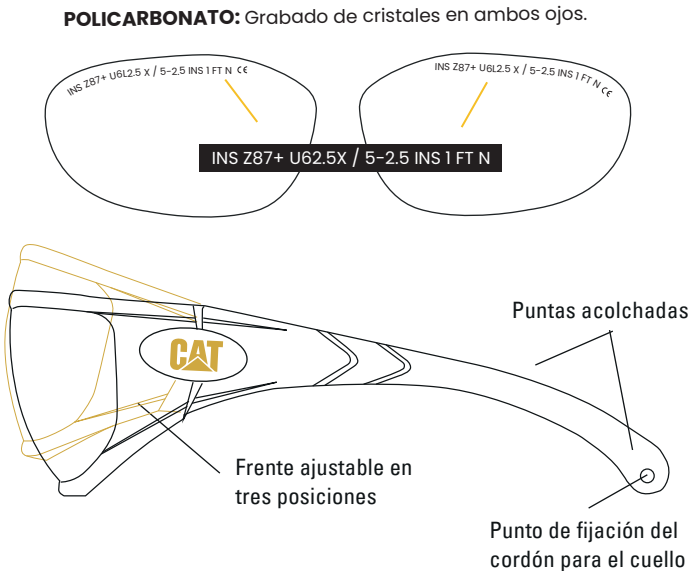 POLICARBONATO: Grabado de cristales en ambos ojos.
INS Z87+ U6L2.5 X / 5-2.5 INS 1 FT N CE
INS Z87+ U6L2.5 X / 5-2.5 INS 1 FT N CE
INS Z87+ U62.5X / 5-2.5 INS 1 FT N
CAT
Puntas acolchadas
Frente ajustable en
tres posiciones
Punto de fijación del
cordón para el cuello